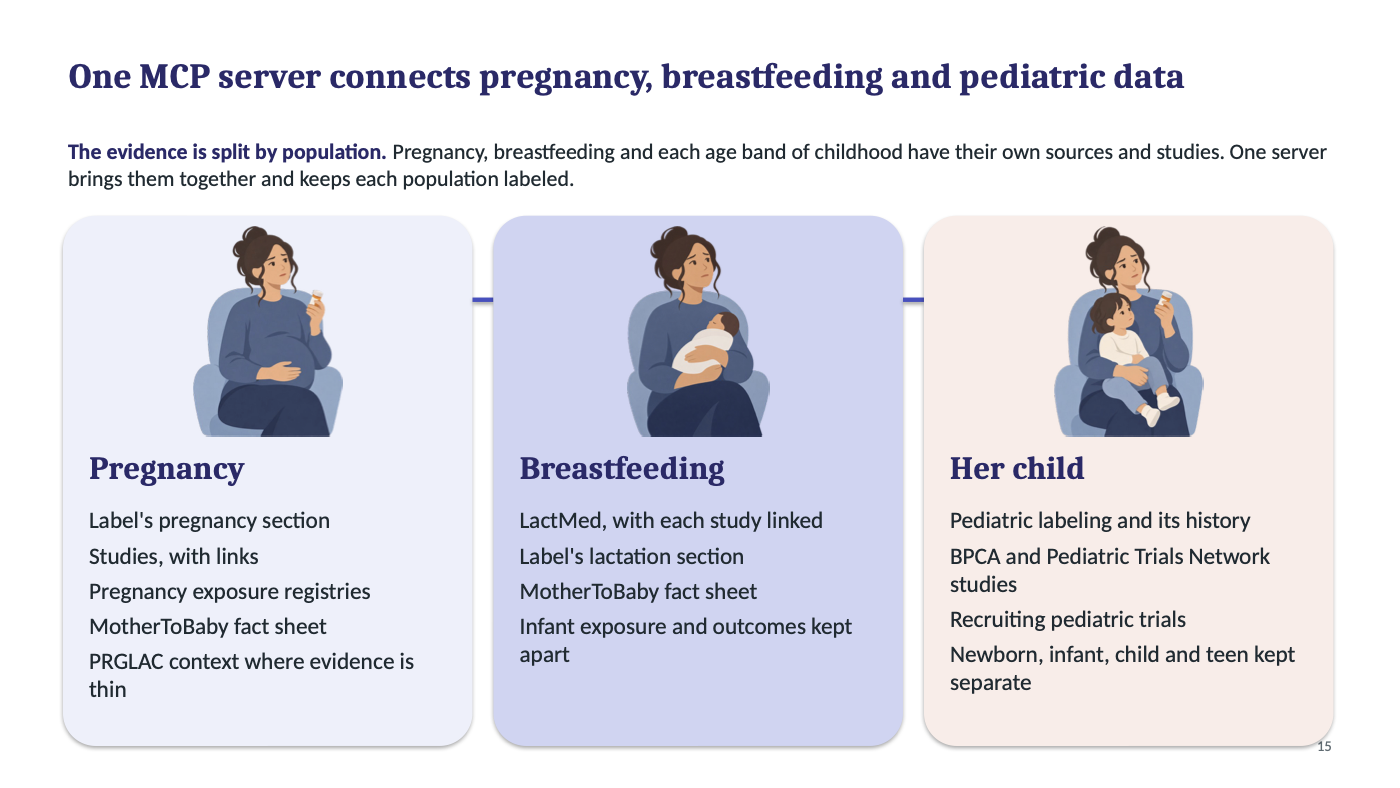 One MCP server connects pregnancy, breastfeeding and pediatric data
The evidence is split by population. Pregnancy, breastfeeding and each age band of childhood have their own sources and studies. One server
brings them together and keeps each population labeled.
Pregnancy
Label's pregnancy section
Studies, with links
Pregnancy exposure registries
MotherToBaby fact sheet
PRGLAC context where evidence is
thin
Breastfeeding
LactMed, with each study linked
Label's lactation section
MotherToBaby fact sheet
Infant exposure and outcomes kept
apart
Her child
Pediatric labeling and its history
BPCA and Pediatric Trials Network
studies
Recruiting pediatric trials
Newborn, infant, child and teen kept
separate
15